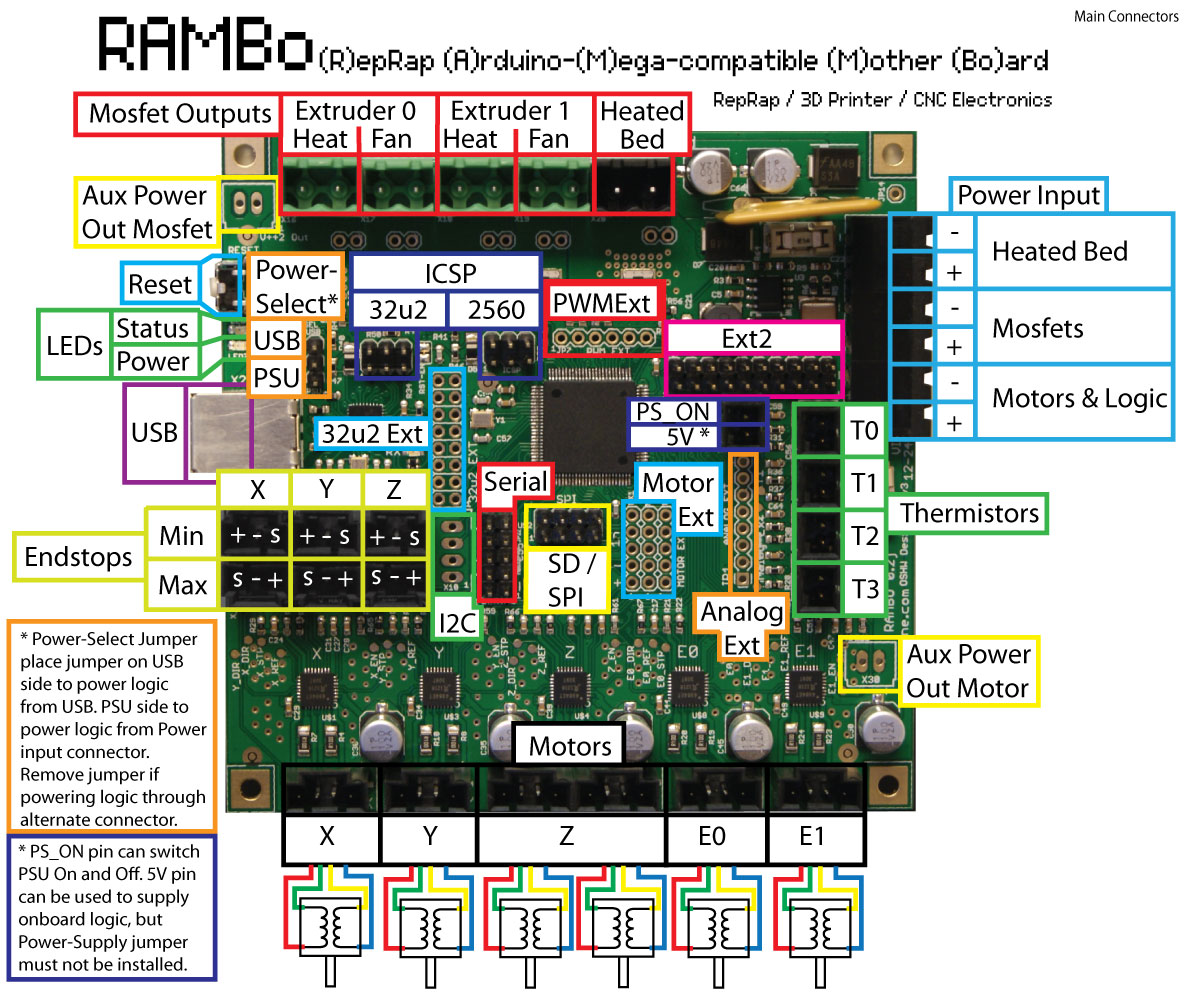 Main Connectors
RAMBo (R)epRap (A)rduino-(M)ega-compatible (M)other (Bo)ard
RepRap / 3D Printer / CNC Electronics
Mosfet Outputs
Extruder 0
Heat Fan
Extruder 1
Heat Fan
Heated
Bed
Aux Power
Out Mosfet
Power Input
- Heated Bed
+
- Mosfets
+
- Motors & Logic
+
RESET
Reset
Power-
Select*
USB
PSU
ICSP
32u2 2560
PWMExt
Ext2
LEDs
Status
Power
USB
32u2 Ext
PS_ON
5V *
T0
T1
T2
T3
Thermistors
X Y Z
Endstops
Min + - S + - S + - S
Max S - + S - + S - +
Serial
SPI
SD /
SPI
Motor
Ext
I2C
Analog
Ext
Aux Power
Out Motor
X30
X Y Z E0 E1
Motors
X Y Z E0 E1
* Power-Select Jumper
place jumper on USB
side to power logic
from USB. PSU side to
power logic from Power
input connector.
Remove jumper if
powering logic through
alternate connector.
* PS_ON pin can switch
PSU On and Off. 5V pin
can be used to supply
onboard logic, but
Power-Supply jumper
must not be installed.